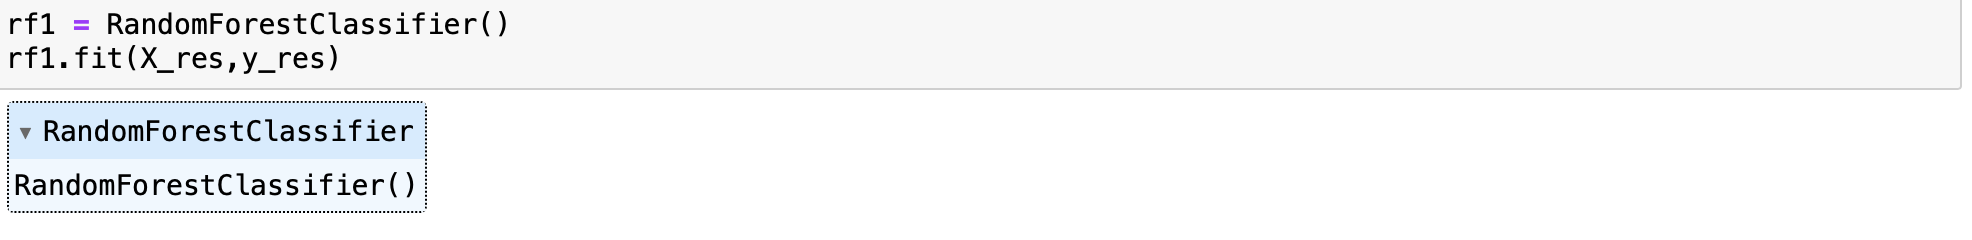 rf1 = RandomForestClassifier()
rf1.fit(X_res,y_res)
▾ RandomForestClassifier
RandomForestClassifier()